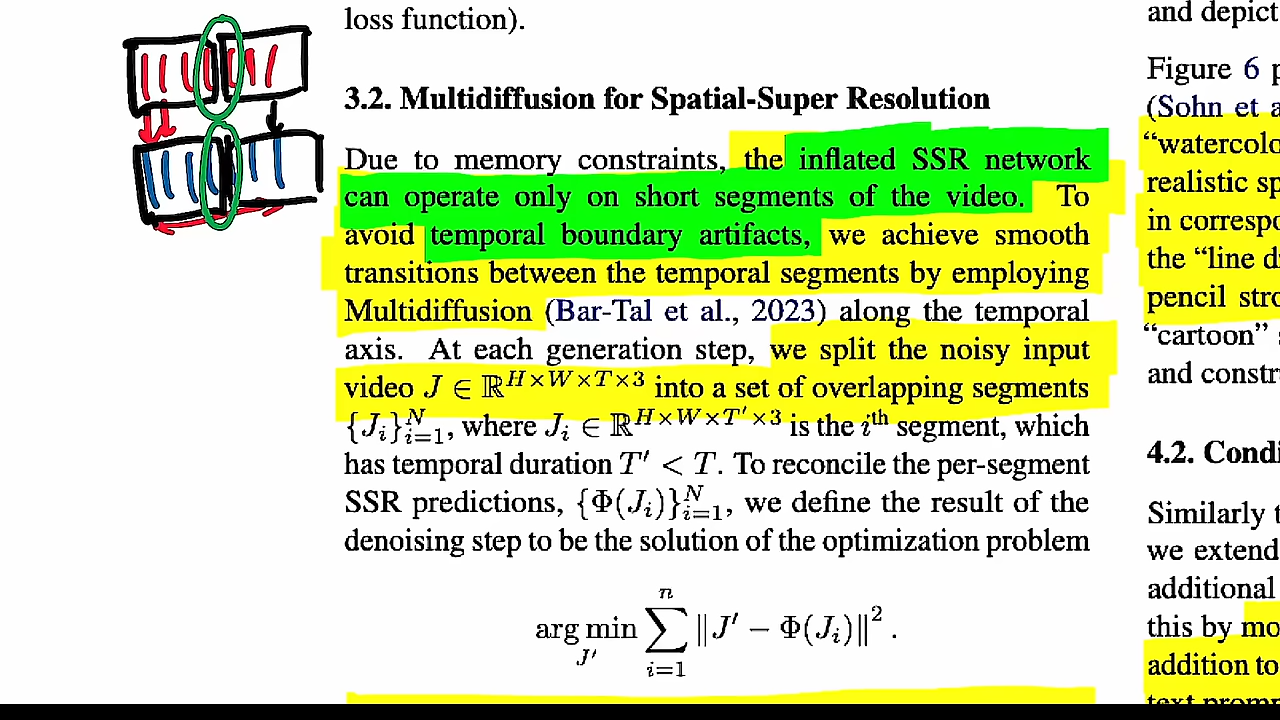 loss function).
3.2. Multidiffusion for Spatial-Super Resolution
Due to memory constraints, the inflated SSR network
can operate only on short segments of the video. To
avoid temporal boundary artifacts, we achieve smooth
transitions between the temporal segments by employing
Multidiffusion (Bar-Tal et al., 2023) along the temporal
axis. At each generation step, we split the noisy input
video J ∈ ℝ^{H×W×T×3} into a set of overlapping segments
{J_i}_{i=1}^N, where J_i ∈ ℝ^{H×W×T′×3} is the i^{th} segment, which
has temporal duration T′ < T. To reconcile the per-segment
SSR predictions, {Φ(J_i)}_{i=1}^N, we define the result of the
denoising step to be the solution of the optimization problem
arg min_{J′} ∑_{i=1}^n ‖J′ − Φ(J_i)‖² .
and depict
Figure 6 p
(Sohn et a
“watercolo
realistic sp
in correspo
the “line d
pencil stro
“cartoon”
and constr
4.2. Condi
Similarly t
we extend
additional
this by mo
addition to
text promp